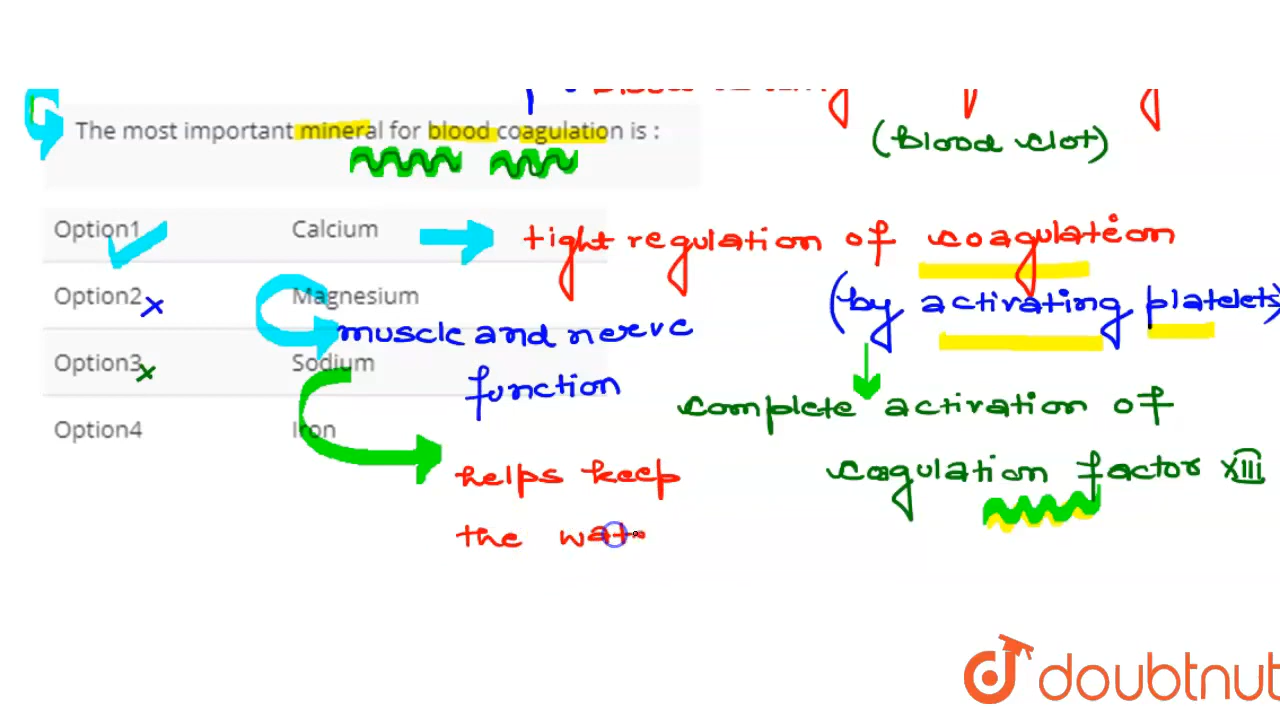 The most important mineral for blood coagulation is :
(blood clot)
Option1 Calcium
tight regulation of coagulation
(by activating platelets)
Option2 x Magnesium
muscle and nerve
function
Option3 x Sodium
complete activation of
coagulation factor XIII
Option4 Iron
helps keep
the wat
doubtnut